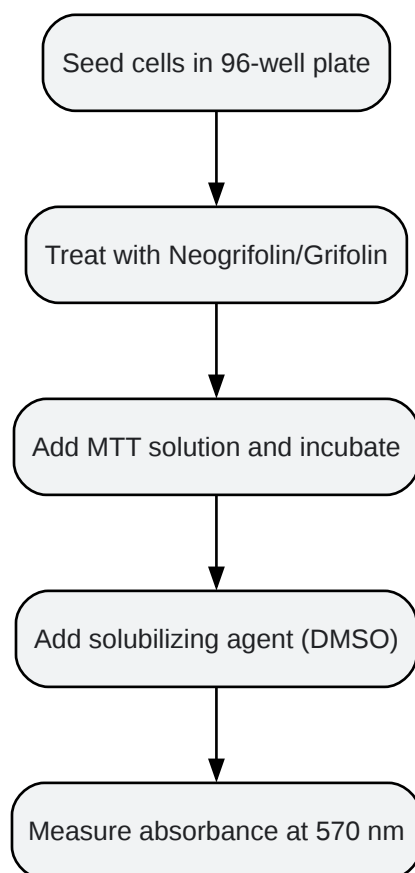 Seed cells in 96-well plate
Treat with Neogrifolin/Grifolin
Add MTT solution and incubate
Add solubilizing agent (DMSO)
Measure absorbance at 570 nm